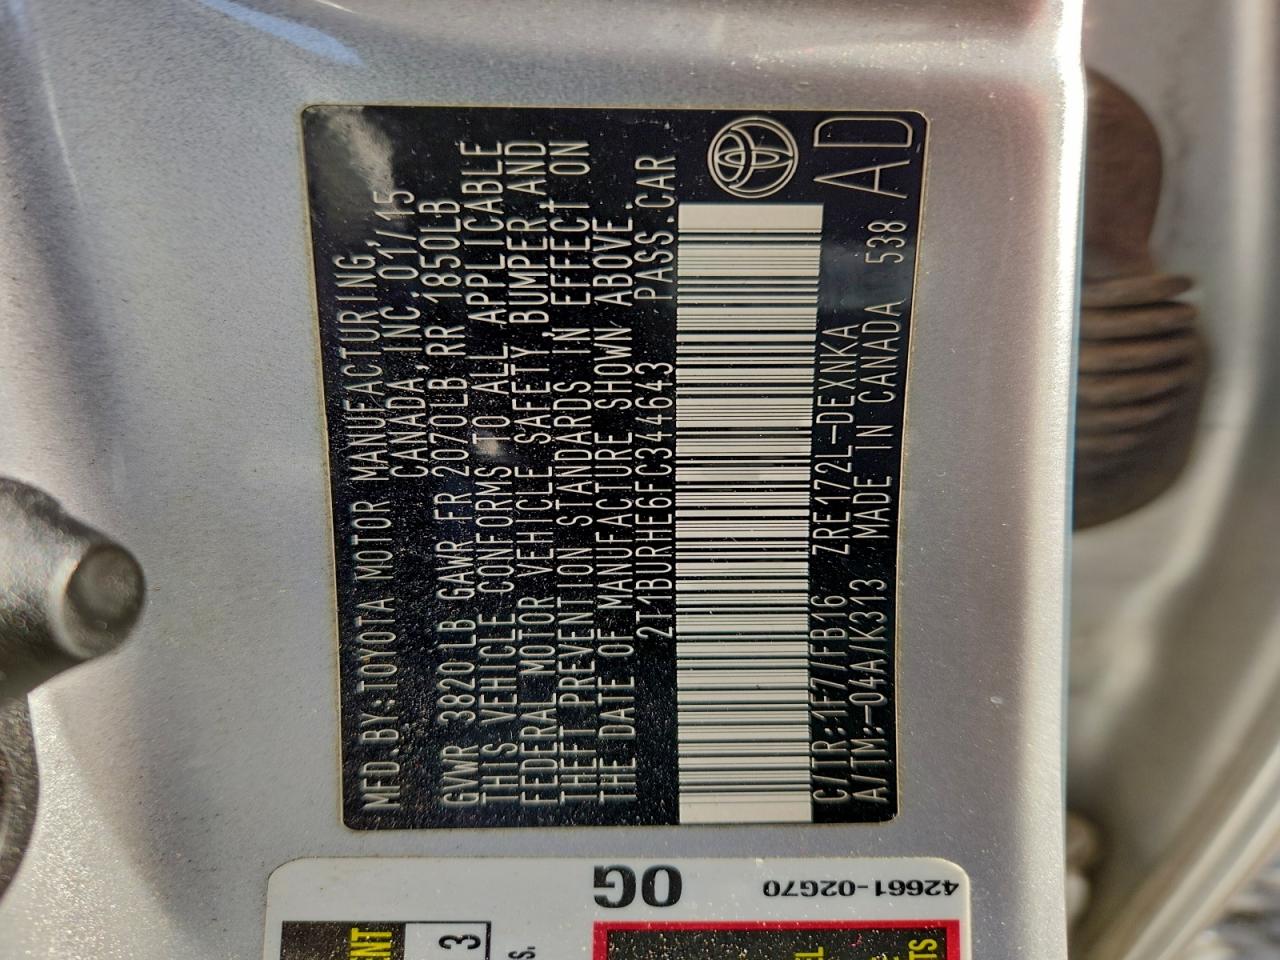 MFD.BY:TOYOTA MOTOR MANUFACTURING,
CANADA,INC.01/15
GVWR 3820LB GAWR FR 2070LB RR 1850LB
THIS VEHICLE CONFORMS TO ALL APPLICABLE
FEDERAL MOTOR VEHICLE SAFETY,BUMPER AND
THEFT PREVENTION STANDARDS IN EFFECT ON
THE DATE OF MANUFACTURE SHOWN ABOVE.
2T1BURHE6FC344643 PASS.CAR
C/TR:1F7/FB16 ZRE172L-DEXNKA
A/TM:-04A/K313 MADE IN CANADA 538
AD
OG
42661-02G70
3
S.